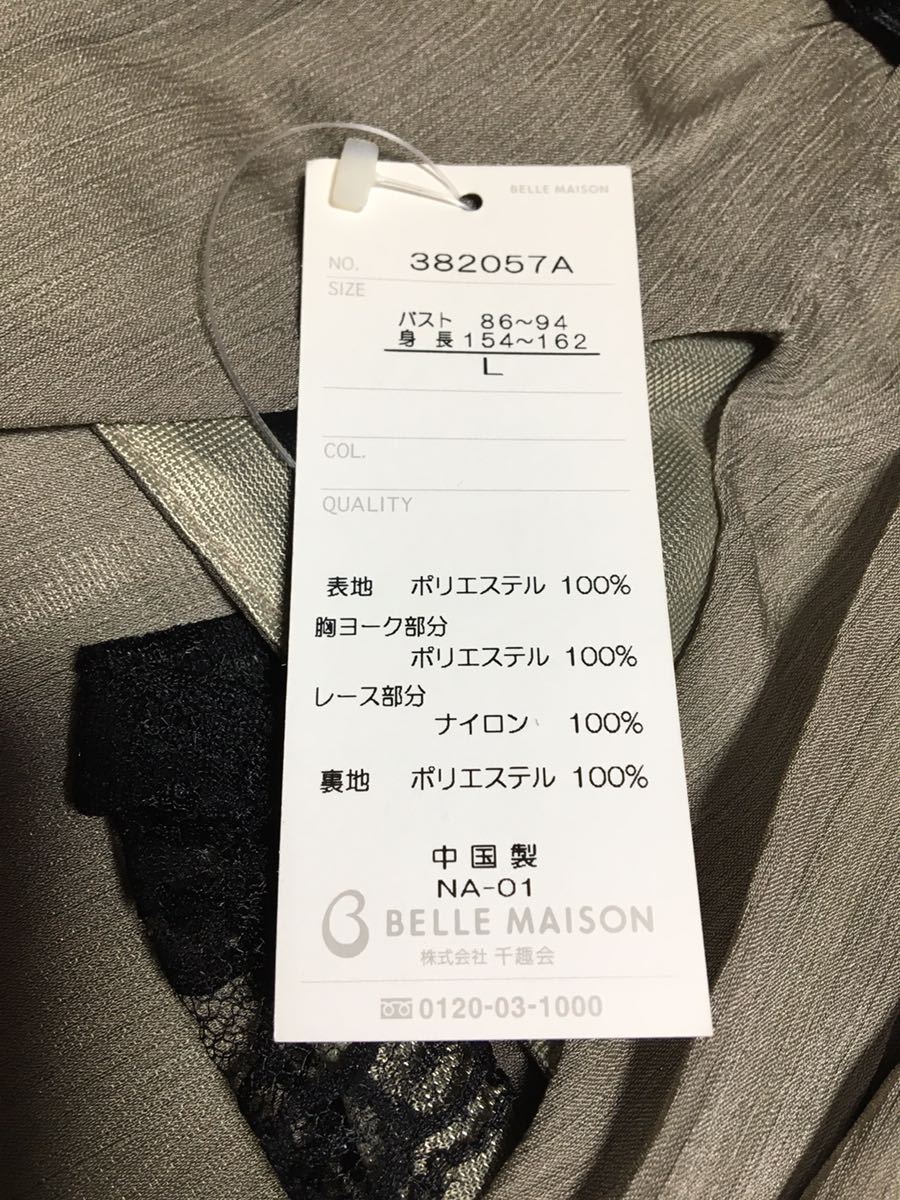 BELLE MAISON
NO. 382057A
SIZE
バスト 86~94
身長 154~162
L
COL.
QUALITY
表地 ポリエステル 100%
胸ヨーク部分
ポリエステル 100%
レース部分
ナイロン 100%
裏地 ポリエステル 100%
中国製
NA-01
BELLE MAISON
株式会社 千趣会
0120-03-1000